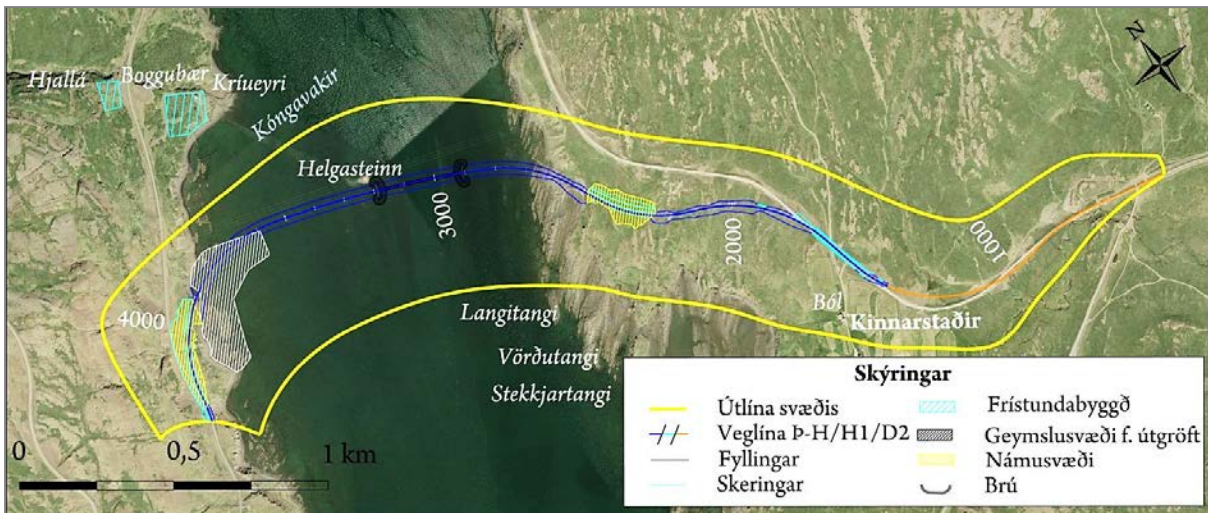 N
Hjallá
Boggubær
Kríueyri
Kóngavakir
Helgasteinn
3000
2000
1000
4000
Ból
Kinnarstaðir
Langitangi
Vörðutangi
Stekkjartangi
0
0,5
1 km
Skýringar
Útlína svæðis
Veglína Þ-H/H1/D2
Fyllingar
Skeringar
Frístundabyggð
Geymslusvæði f. útgröft
Námusvæði
Brú